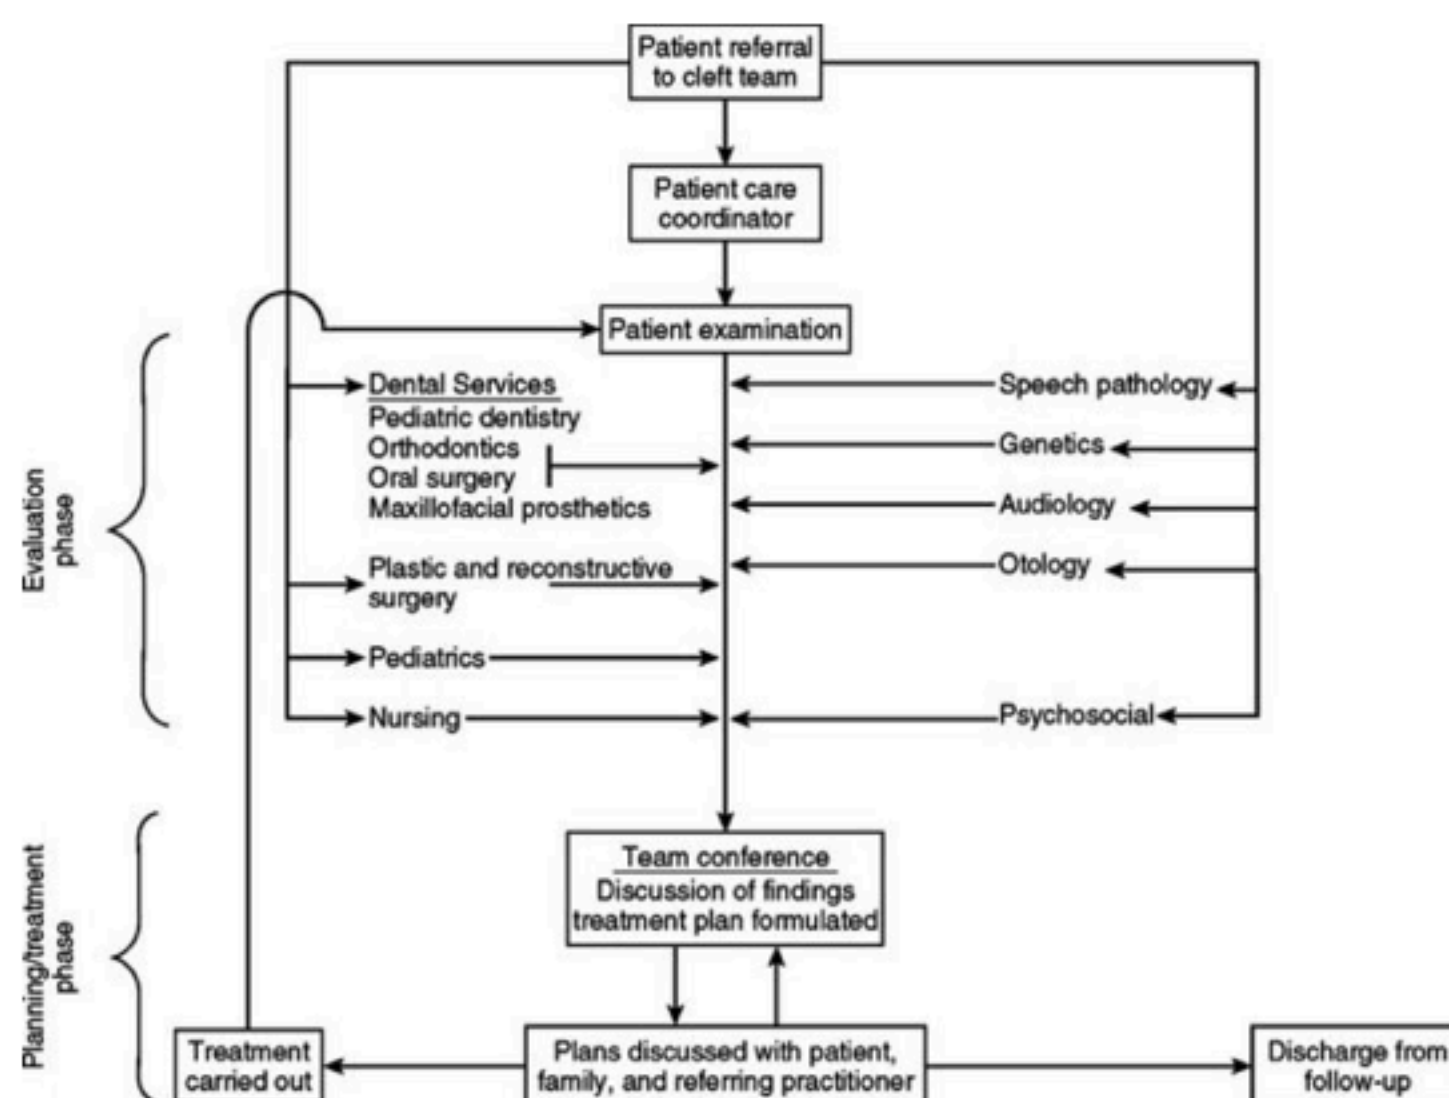 Patient referral
to cleft team
Patient care
coordinator
Patient examination
Evaluation
phase
Dental Services
Pediatric dentistry
Orthodontics
Oral surgery
Maxillofacial prosthetics
Plastic and reconstructive
surgery
Pediatrics
Nursing
Speech pathology
Genetics
Audiology
Otology
Psychosocial
Planning/treatment
phase
Team conference
Discussion of findings
treatment plan formulated
Treatment
carried out
Plans discussed with patient,
family, and referring practitioner
Discharge from
follow-up